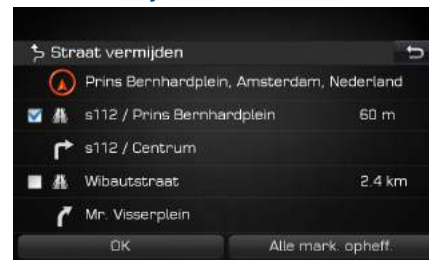 Straat vermijden
Prins Bernhardplein, Amsterdam, Nederland
s112 / Prins Bernhardplein 60 m
s112 / Centrum
Wibautstraat 2.4 km
Mr. Visserplein
OK Alle mark. opheff.